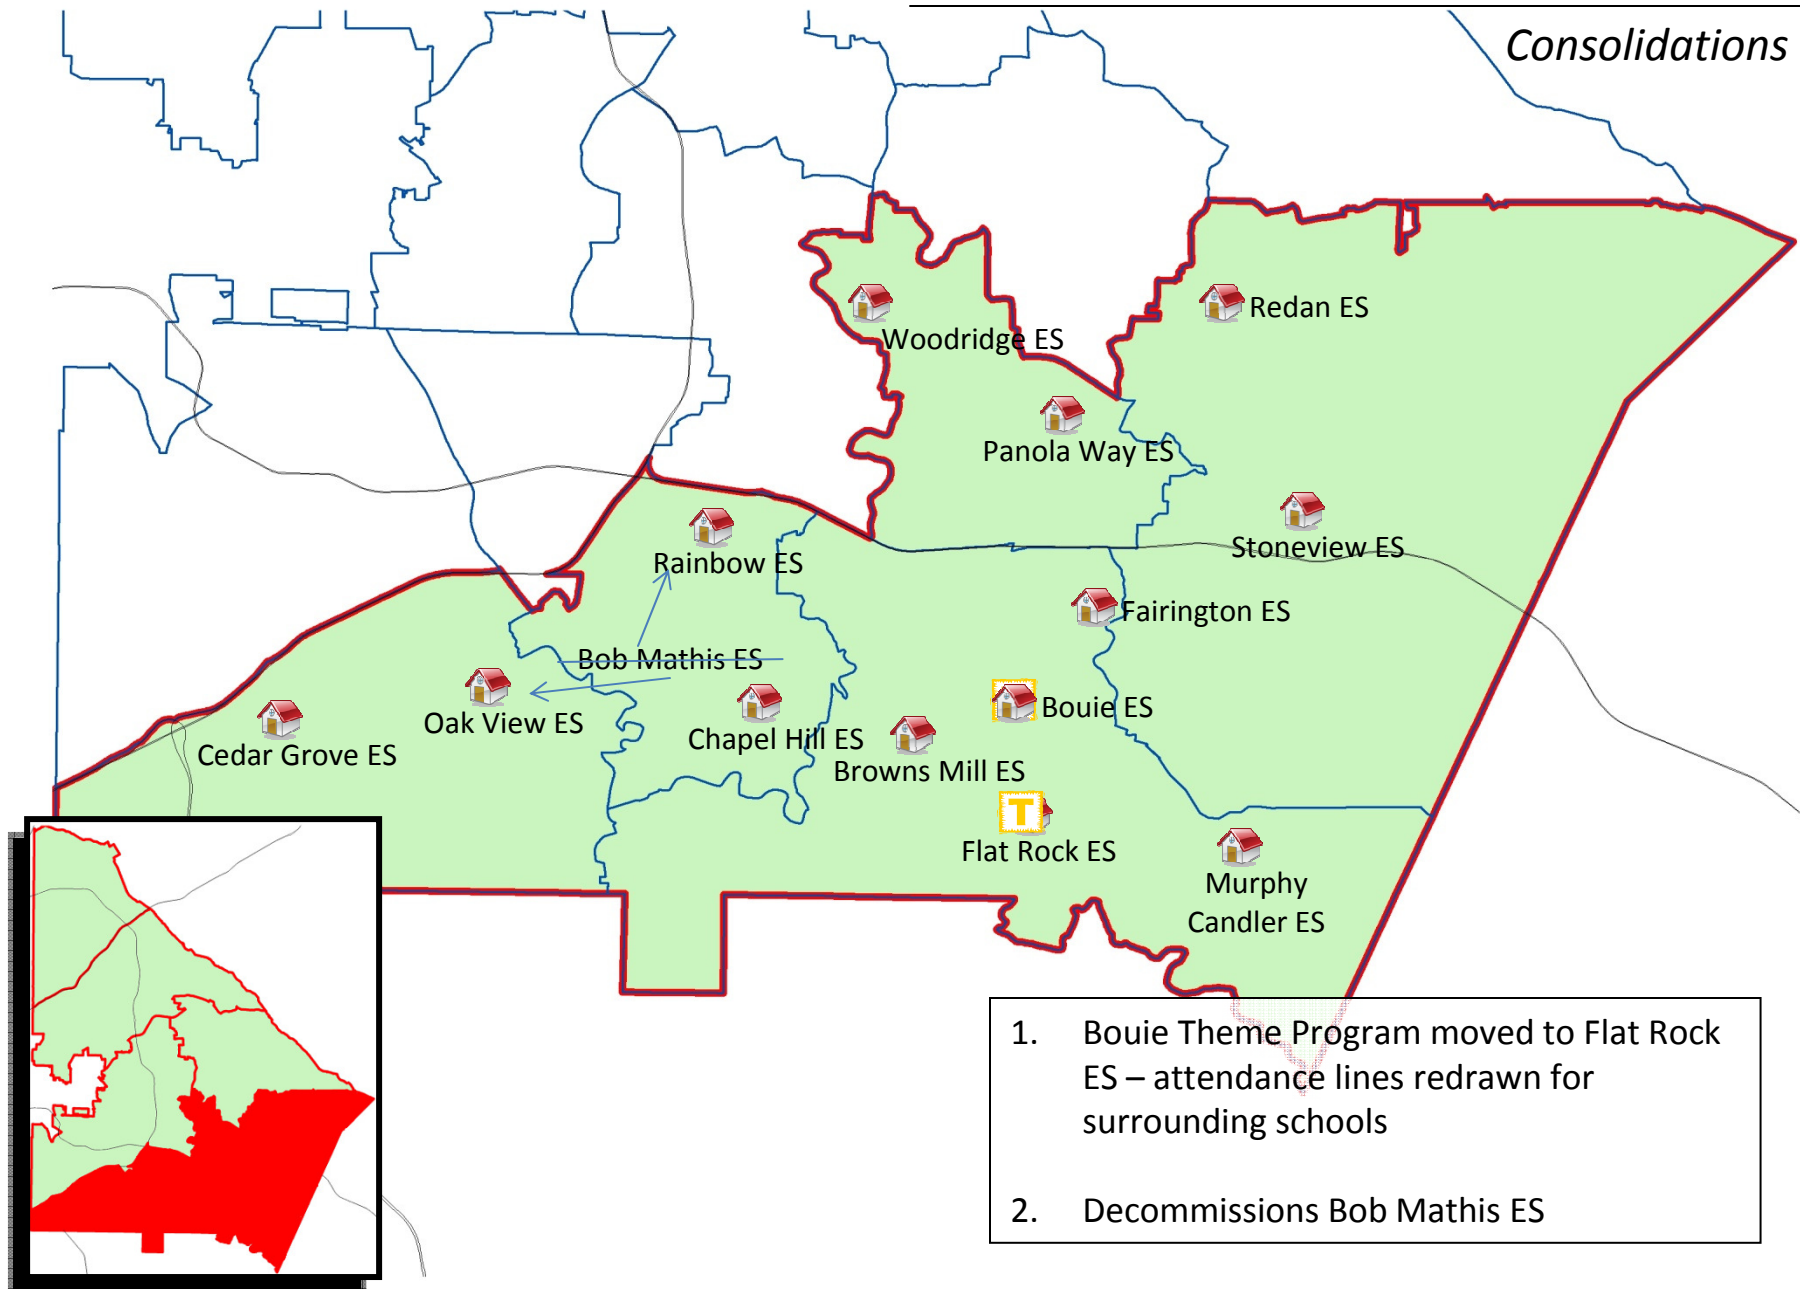 Consolidations
Redan ES
Woodridge ES
Panola Way ES
Stoneview ES
Rainbow ES
Fairington ES
Bob Mathis ES
Oak View ES
Bouie ES
Chapel Hill ES
Cedar Grove ES
Browns Mill ES
T
Flat Rock ES
Murphy
Candler ES
1. Bouie Theme Program moved to Flat Rock
ES – attendance lines redrawn for
surrounding schools
2. Decommissions Bob Mathis ES